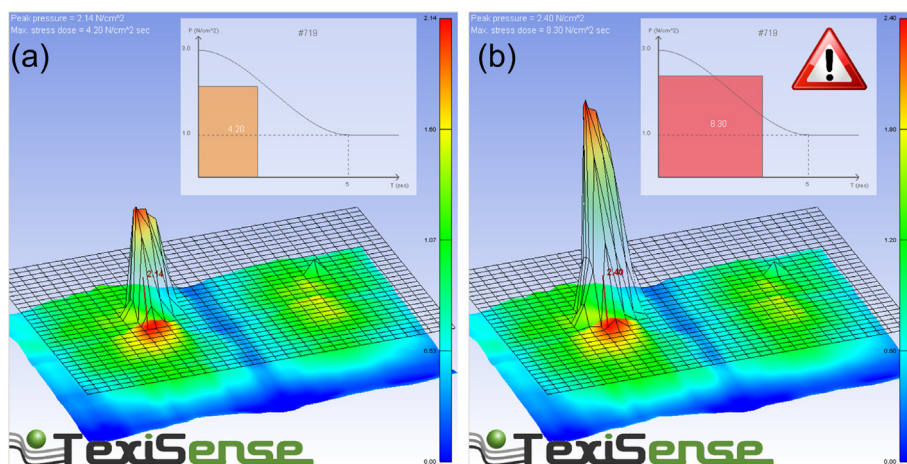 Peak pressure = 2.14 N/cm^2
Max. stress dose = 4.20 N/cm^2 sec
(a)
#719
P (N/cm^2)
3.0
4.20
1.0
5
T (sec)
2.14
2.14
1.60
1.07
0.53
0.00
TexiSense
Peak pressure = 2.40 N/cm^2
Max. stress dose = 8.30 N/cm^2 sec
(b)
#719
P (N/cm^2)
3.0
8.30
1.0
5
T (sec)
2.40
2.40
1.80
1.20
0.60
0.00
TexiSense